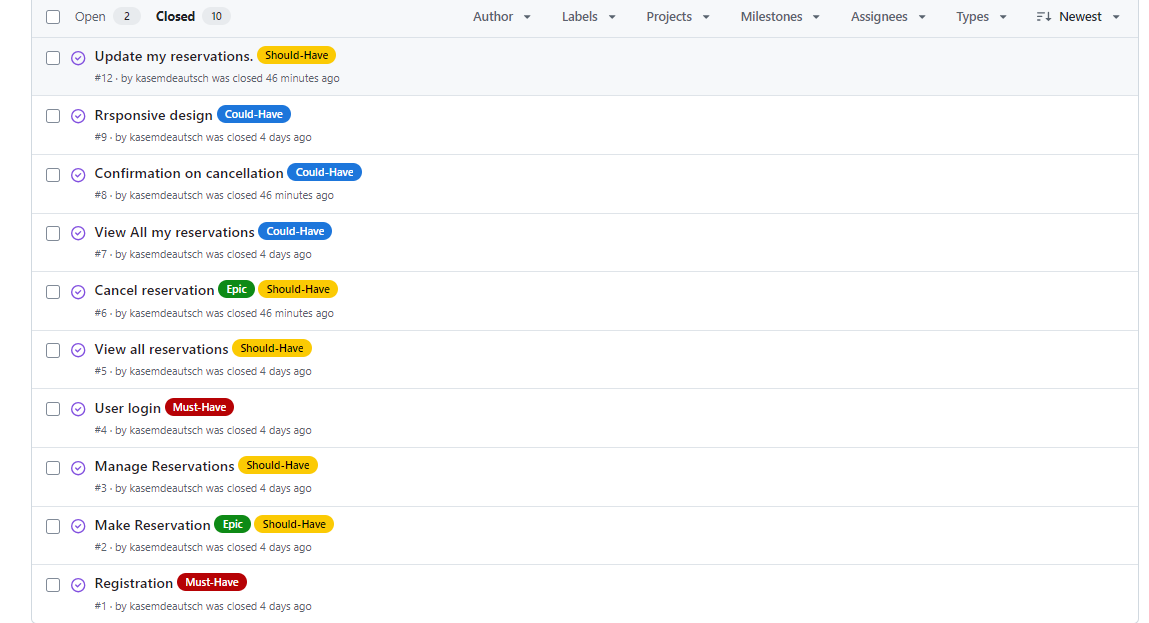 Open 2 Closed 10 Author Labels Projects Milestones Assignees Types Newest
Update my reservations. Should-Have
#12 · by kasemdeautsch was closed 46 minutes ago
Rrsponsive design Could-Have
#9 · by kasemdeautsch was closed 4 days ago
Confirmation on cancellation Could-Have
#8 · by kasemdeautsch was closed 46 minutes ago
View All my reservations Could-Have
#7 · by kasemdeautsch was closed 4 days ago
Cancel reservation Epic Should-Have
#6 · by kasemdeautsch was closed 46 minutes ago
View all reservations Should-Have
#5 · by kasemdeautsch was closed 4 days ago
User login Must-Have
#4 · by kasemdeautsch was closed 4 days ago
Manage Reservations Should-Have
#3 · by kasemdeautsch was closed 4 days ago
Make Reservation Epic Should-Have
#2 · by kasemdeautsch was closed 4 days ago
Registration Must-Have
#1 · by kasemdeautsch was closed 4 days ago